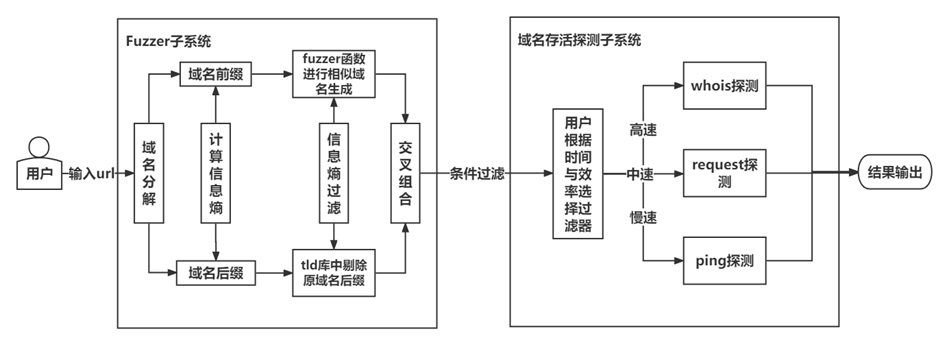 Fuzzer子系统
域名存活探测子系统
用户
输入url
域名分解
域名前缀
计算信息熵
域名后缀
fuzzer函数
进行相似域
名生成
信息熵过滤
tld库中剔除
原域名后缀
交叉组合
条件过滤
用户
根据
时间
与效
率选
择过
滤器
高速
中速
慢速
whois探测
request探
测
ping探测
结果输出